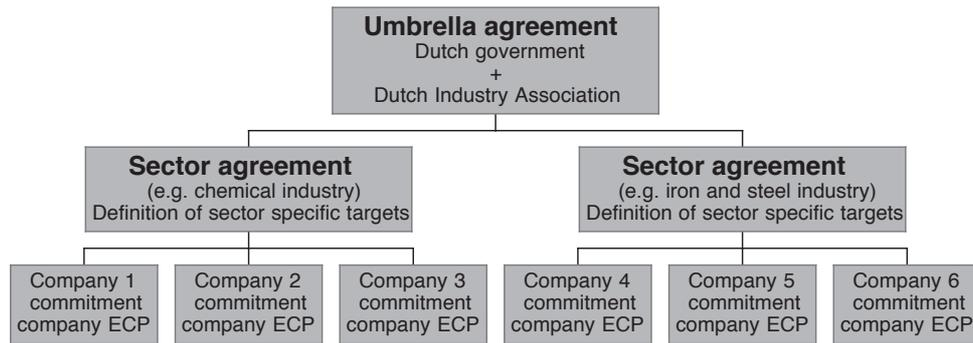 Umbrella agreement
Dutch government
+
Dutch Industry Association
Sector agreement
(e.g. chemical industry)
Definition of sector specific targets
Sector agreement
(e.g. iron and steel industry)
Definition of sector specific targets
Company 1
commitment
company ECP
Company 2
commitment
company ECP
Company 3
commitment
company ECP
Company 4
commitment
company ECP
Company 5
commitment
company ECP
Company 6
commitment
company ECP